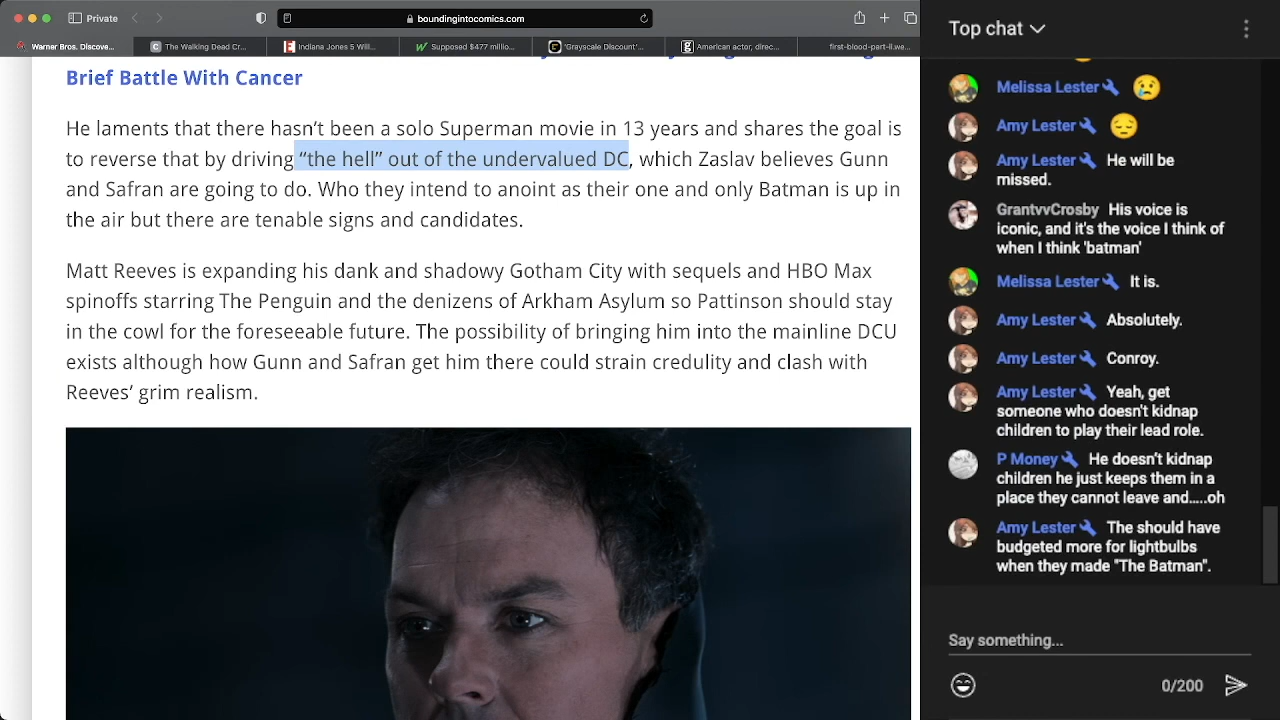 Private
boundingintocomics.com
Warner Bros. Discove...
The Walking Dead Cr...
Indiana Jones 5 Will...
Supposed $477 millio...
'Grayscale Discount'...
American actor, direc...
first-blood-part-ll.we...
Brief Battle With Cancer
He laments that there hasn't been a solo Superman movie in 13 years and shares the goal is
to reverse that by driving “the hell” out of the undervalued DC, which Zaslav believes Gunn
and Safran are going to do. Who they intend to anoint as their one and only Batman is up in
the air but there are tenable signs and candidates.
Matt Reeves is expanding his dank and shadowy Gotham City with sequels and HBO Max
spinoffs starring The Penguin and the denizens of Arkham Asylum so Pattinson should stay
in the cowl for the foreseeable future. The possibility of bringing him into the mainline DCU
exists although how Gunn and Safran get him there could strain credulity and clash with
Reeves’ grim realism.
Top chat
Melissa Lester 😢
Amy Lester 😔
Amy Lester He will be
missed.
GrantvvCrosby His voice is
iconic, and it's the voice I think of
when I think 'batman'
Melissa Lester It is.
Amy Lester Absolutely.
Amy Lester Conroy.
Amy Lester Yeah, get
someone who doesn't kidnap
children to play their lead role.
P Money He doesn't kidnap
children he just keeps them in a
place they cannot leave and.....oh
Amy Lester The should have
budgeted more for lightbulbs
when they made "The Batman".
Say something...
0/200